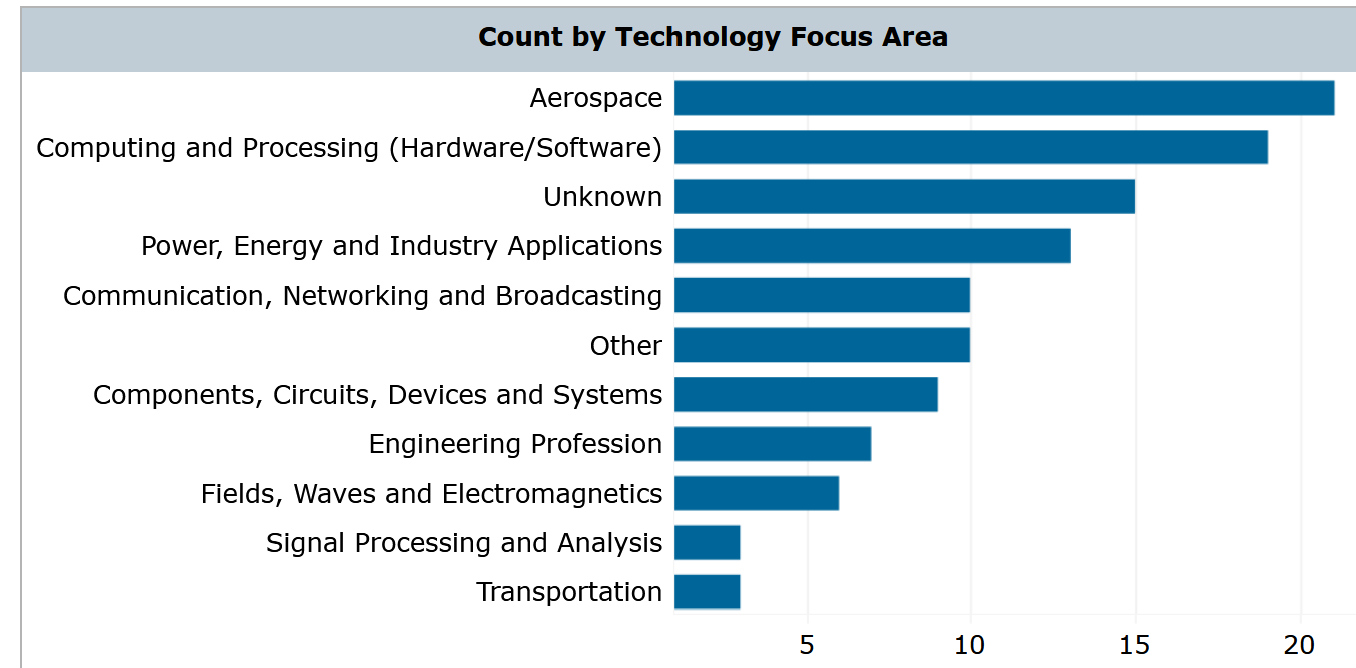 Count by Technology Focus Area
Aerospace
Computing and Processing (Hardware/Software)
Unknown
Power, Energy and Industry Applications
Communication, Networking and Broadcasting
Other
Components, Circuits, Devices and Systems
Engineering Profession
Fields, Waves and Electromagnetics
Signal Processing and Analysis
Transportation
5 10 15 20